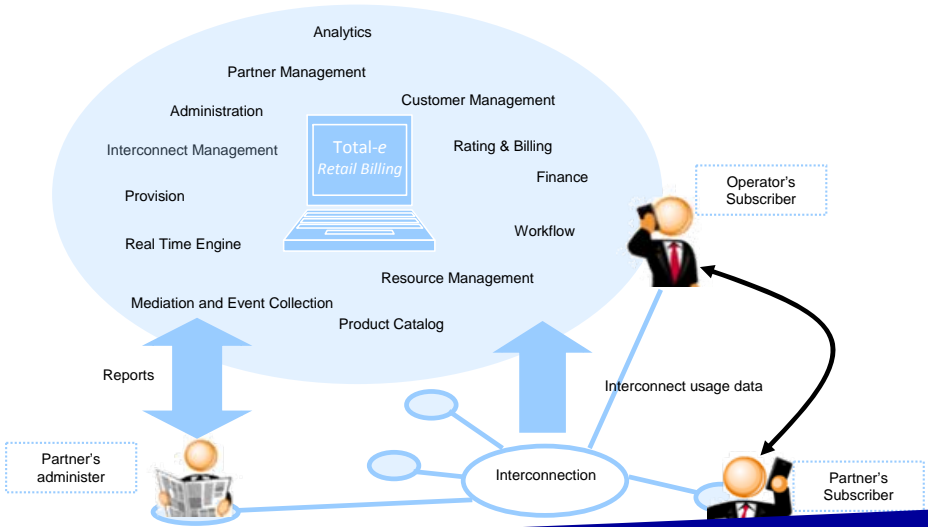 Analytics
Partner Management
Customer Management
Administration
Total-e
Retail Billing
Interconnect Management
Rating & Billing
Finance
Provision
Operator's
Subscriber
Workflow
Real Time Engine
Resource Management
Mediation and Event Collection
Product Catalog
Reports
Interconnect usage data
Partner's
administer
Interconnection
Partner's
Subscriber